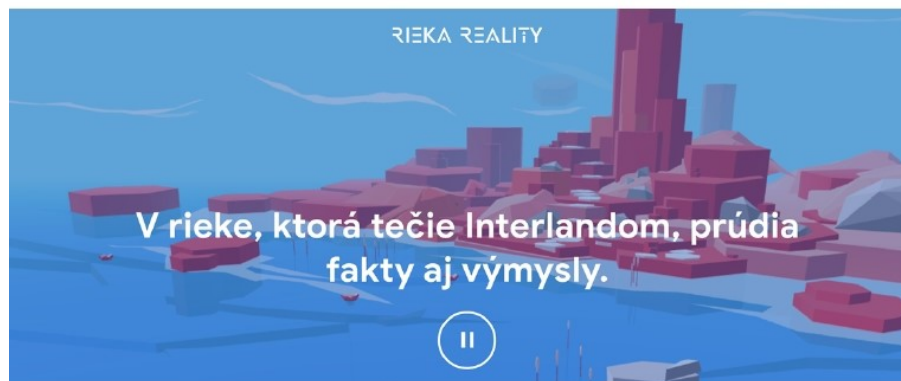 RIEKA REALITY
V rieke, ktorá tečie Interlandom, prúdia
fakty aj výmysly.